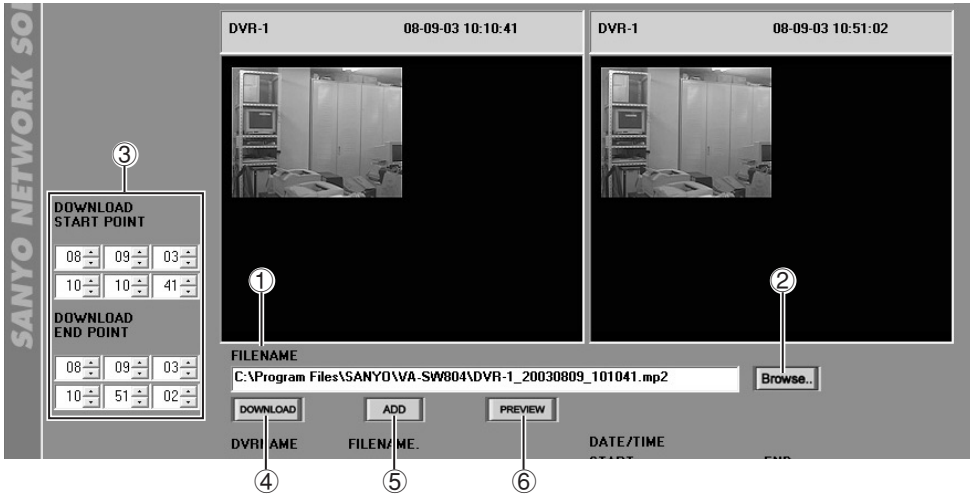 SANYO NETWORK SO
DVR-1 08-09-03 10:10:41
DVR-1 08-09-03 10:51:02
③
DOWNLOAD
START POINT
08 09 03
10 10 41
DOWNLOAD
END POINT
08 09 03
10 51 02
① ②
FILENAME
C:\Program Files\SANYO\VA-SW804\DVR-1_20030809_101041.mp2 Browse..
DOWNLOAD ADD PREVIEW
DVRNAME FILENAME. DATE/TIME
START END
④ ⑤ ⑥